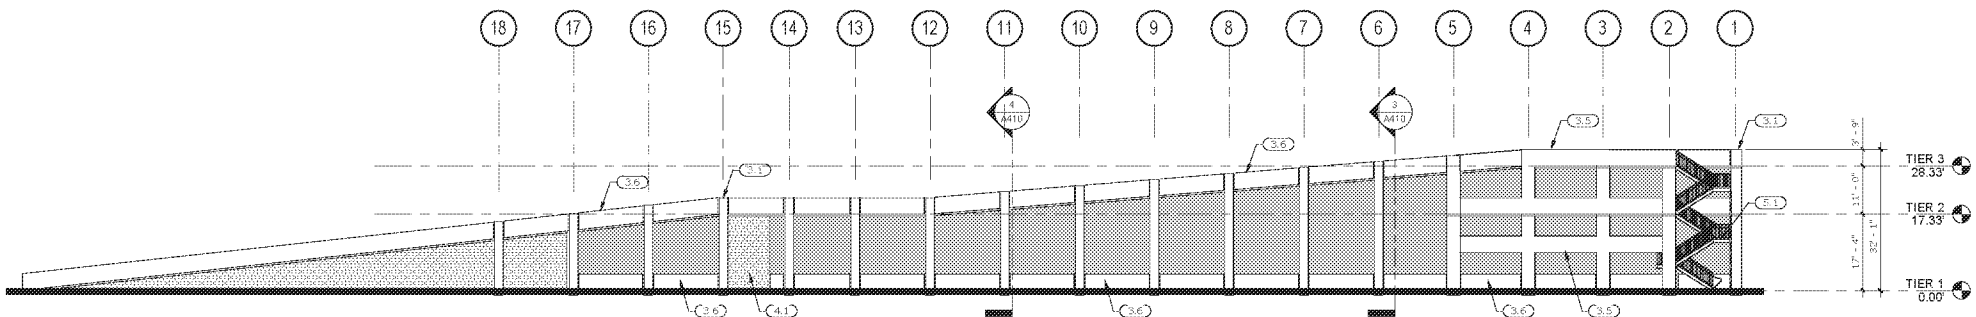 18 17 16 15 14 13 12 11 10 9 8 7 6 5 4 3 2 1
4
A410
3
A410
3.6
3.1
3.6
3.5
3.1
3' - 9"
TIER 3
28.33'
11' - 0"
TIER 2
17.33'
5.1
32' - 1"
17' - 4"
TIER 1
0.00'
3.6
4.1
3.6
3.6
3.5